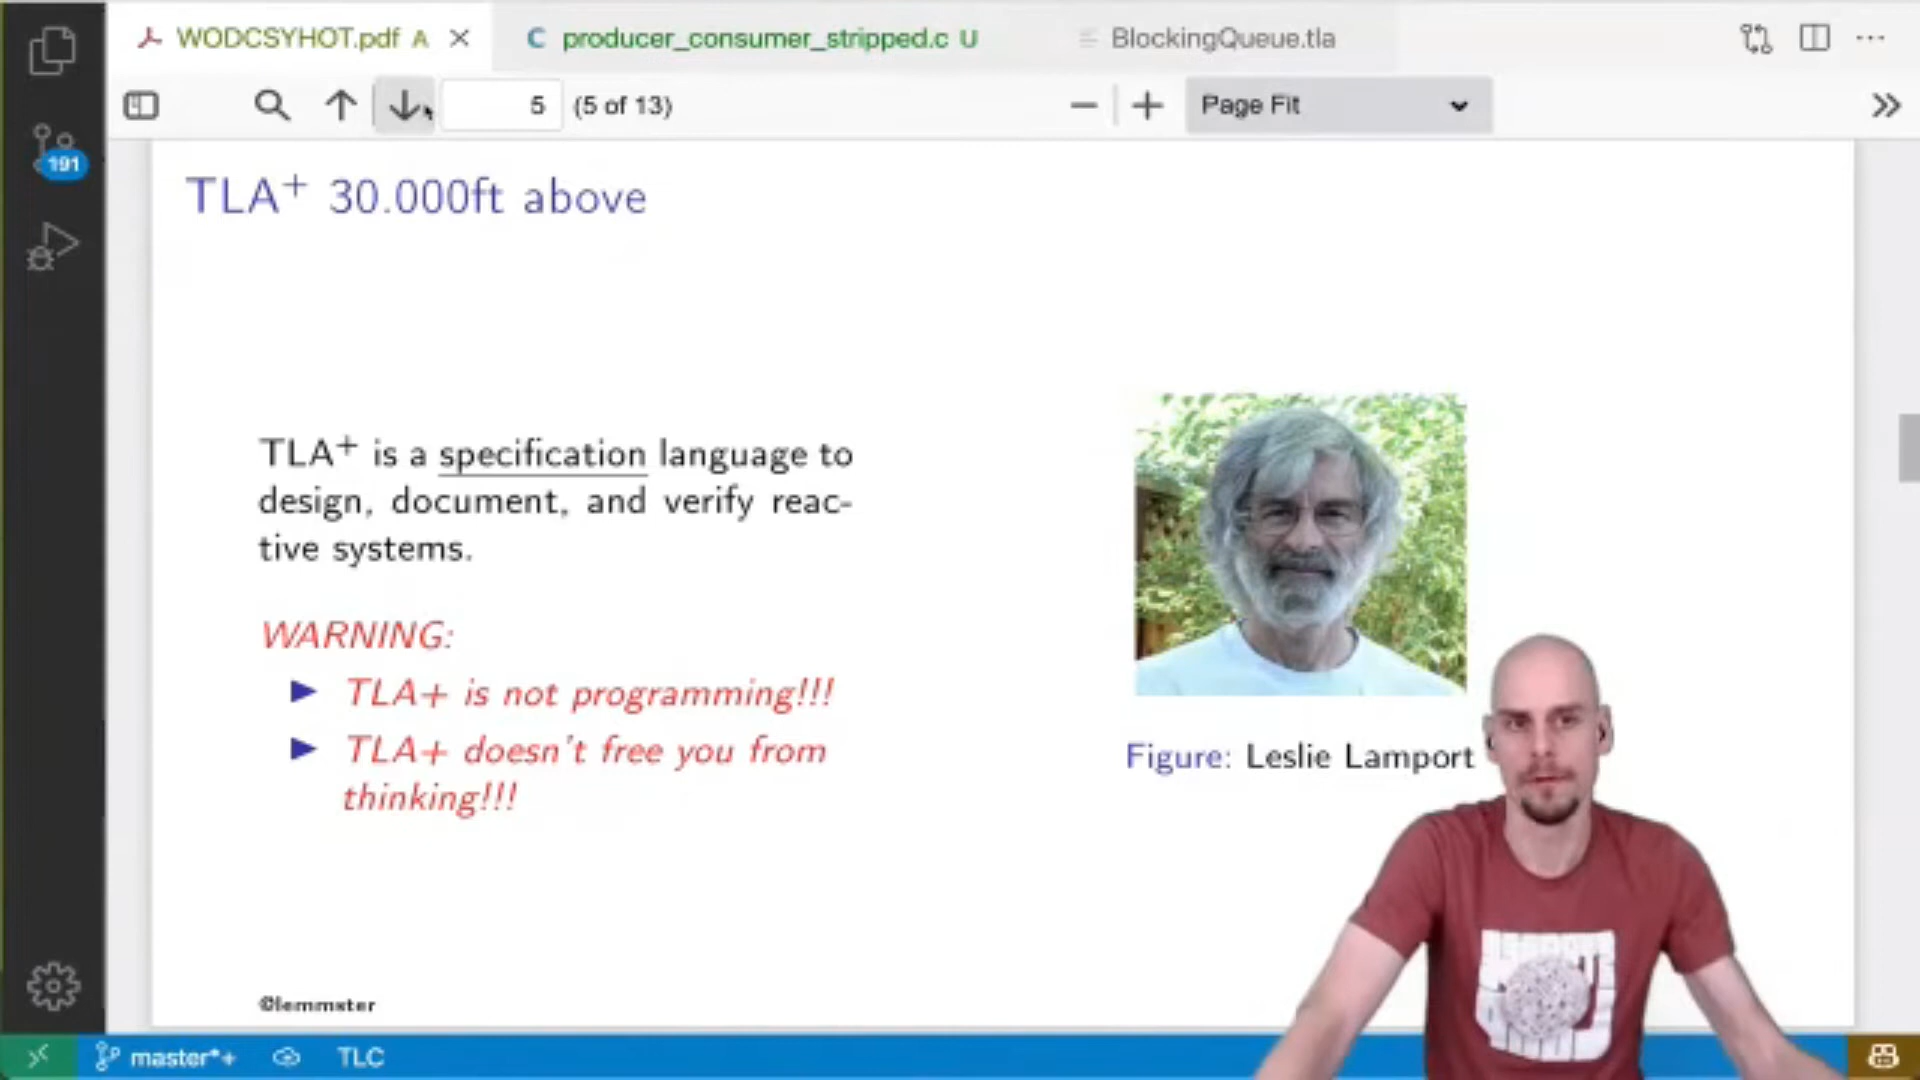 WODCSYHOT.pdf A
producer_consumer_stripped.c U
BlockingQueue.tla
5 (5 of 13)
Page Fit
191
TLA+ 30.000ft above
TLA+ is a specification language to
design, document, and verify reac-
tive systems.
WARNING:
TLA+ is not programming!!!
TLA+ doesn't free you from
thinking!!!
Figure: Leslie Lamport
©lemmster
master*+
TLC